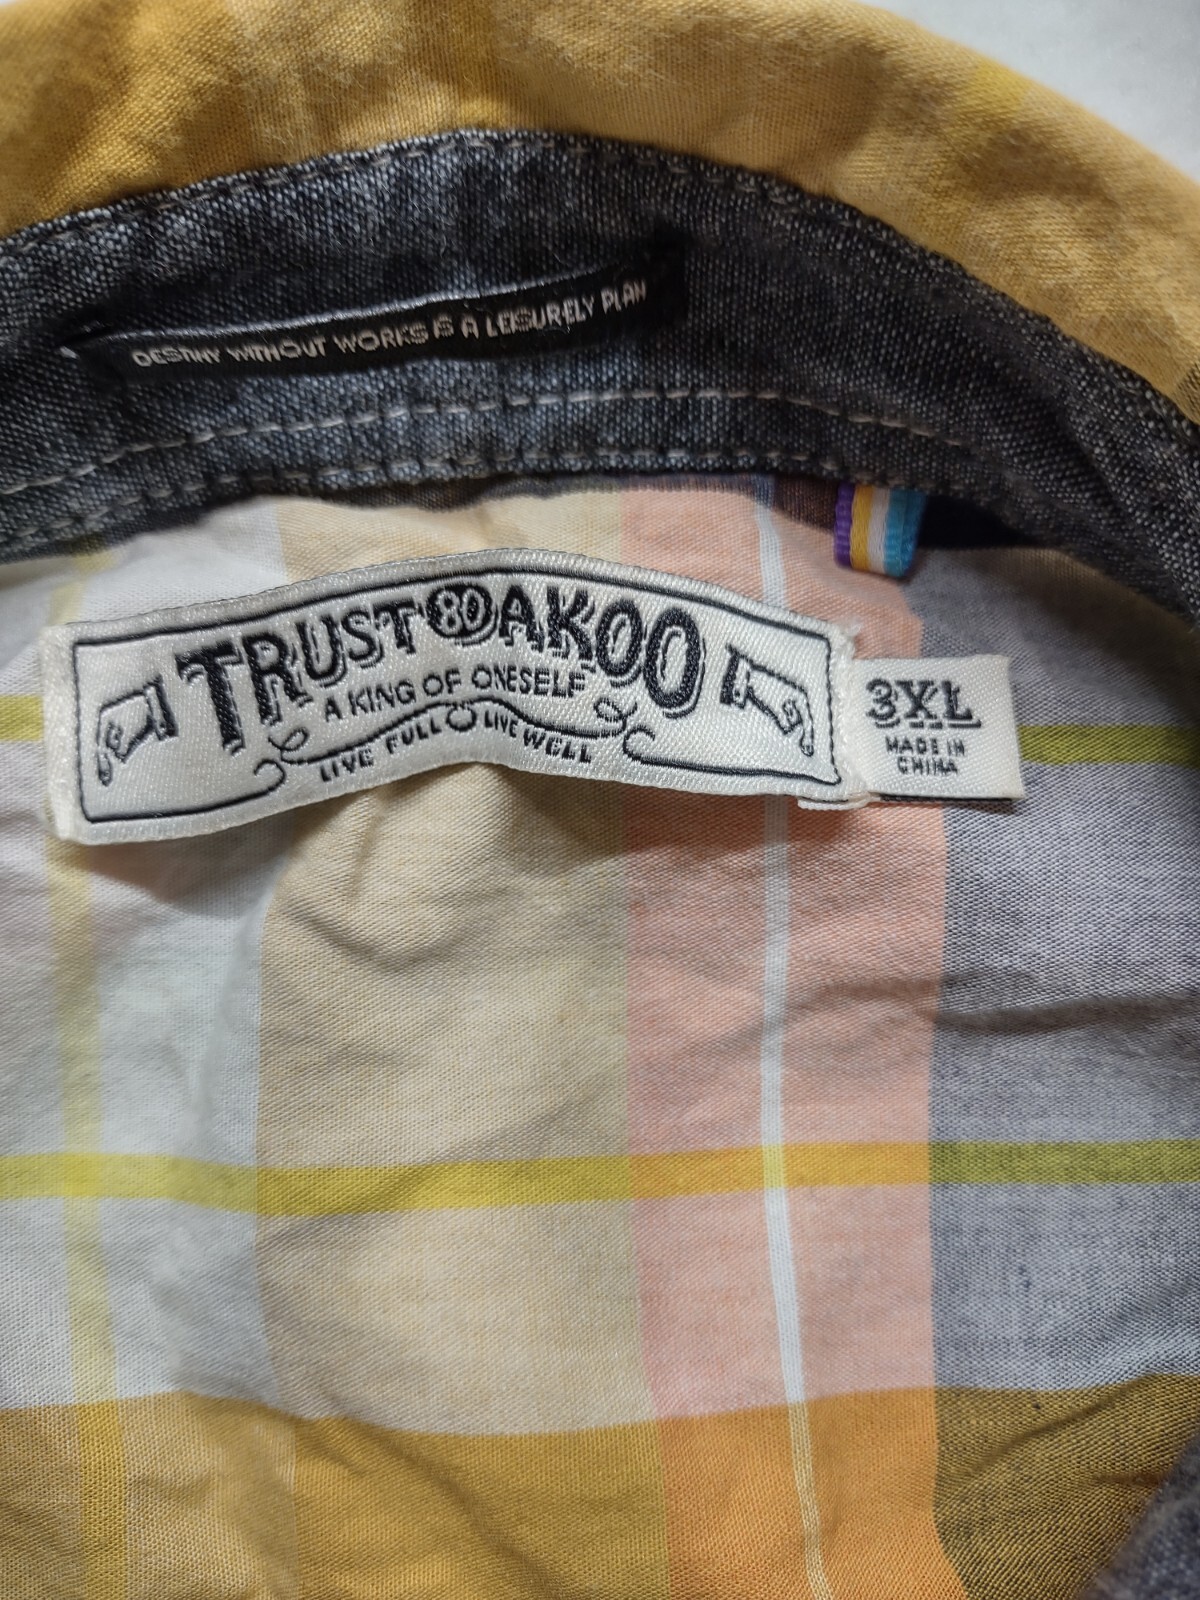 DESTINY WITHOUT WORKS IS A LEISURELY PLAN
TRUST 80 AKOO
A KING OF ONESELF
LIVE FULL LIVE WELL
3XL
MADE IN
CHINA